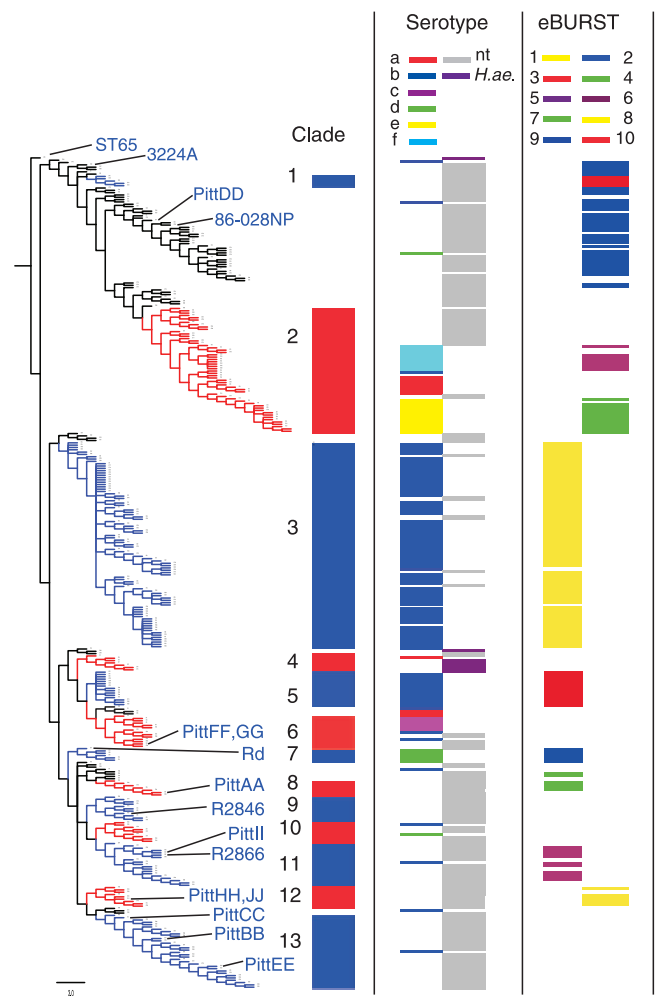 Serotype
eBURST
a
nt
b
H.ae.
c
d
e
f
1
2
3
4
5
6
7
8
9
10
Clade
ST65
3224A
1
PittDD
86-028NP
2
3
4
5
6
PittFF,GG
Rd
7
PittAA
8
R2846
9
PittII
10
R2866
11
PittHH,JJ
12
PittCC
PittBB
13
PittEE